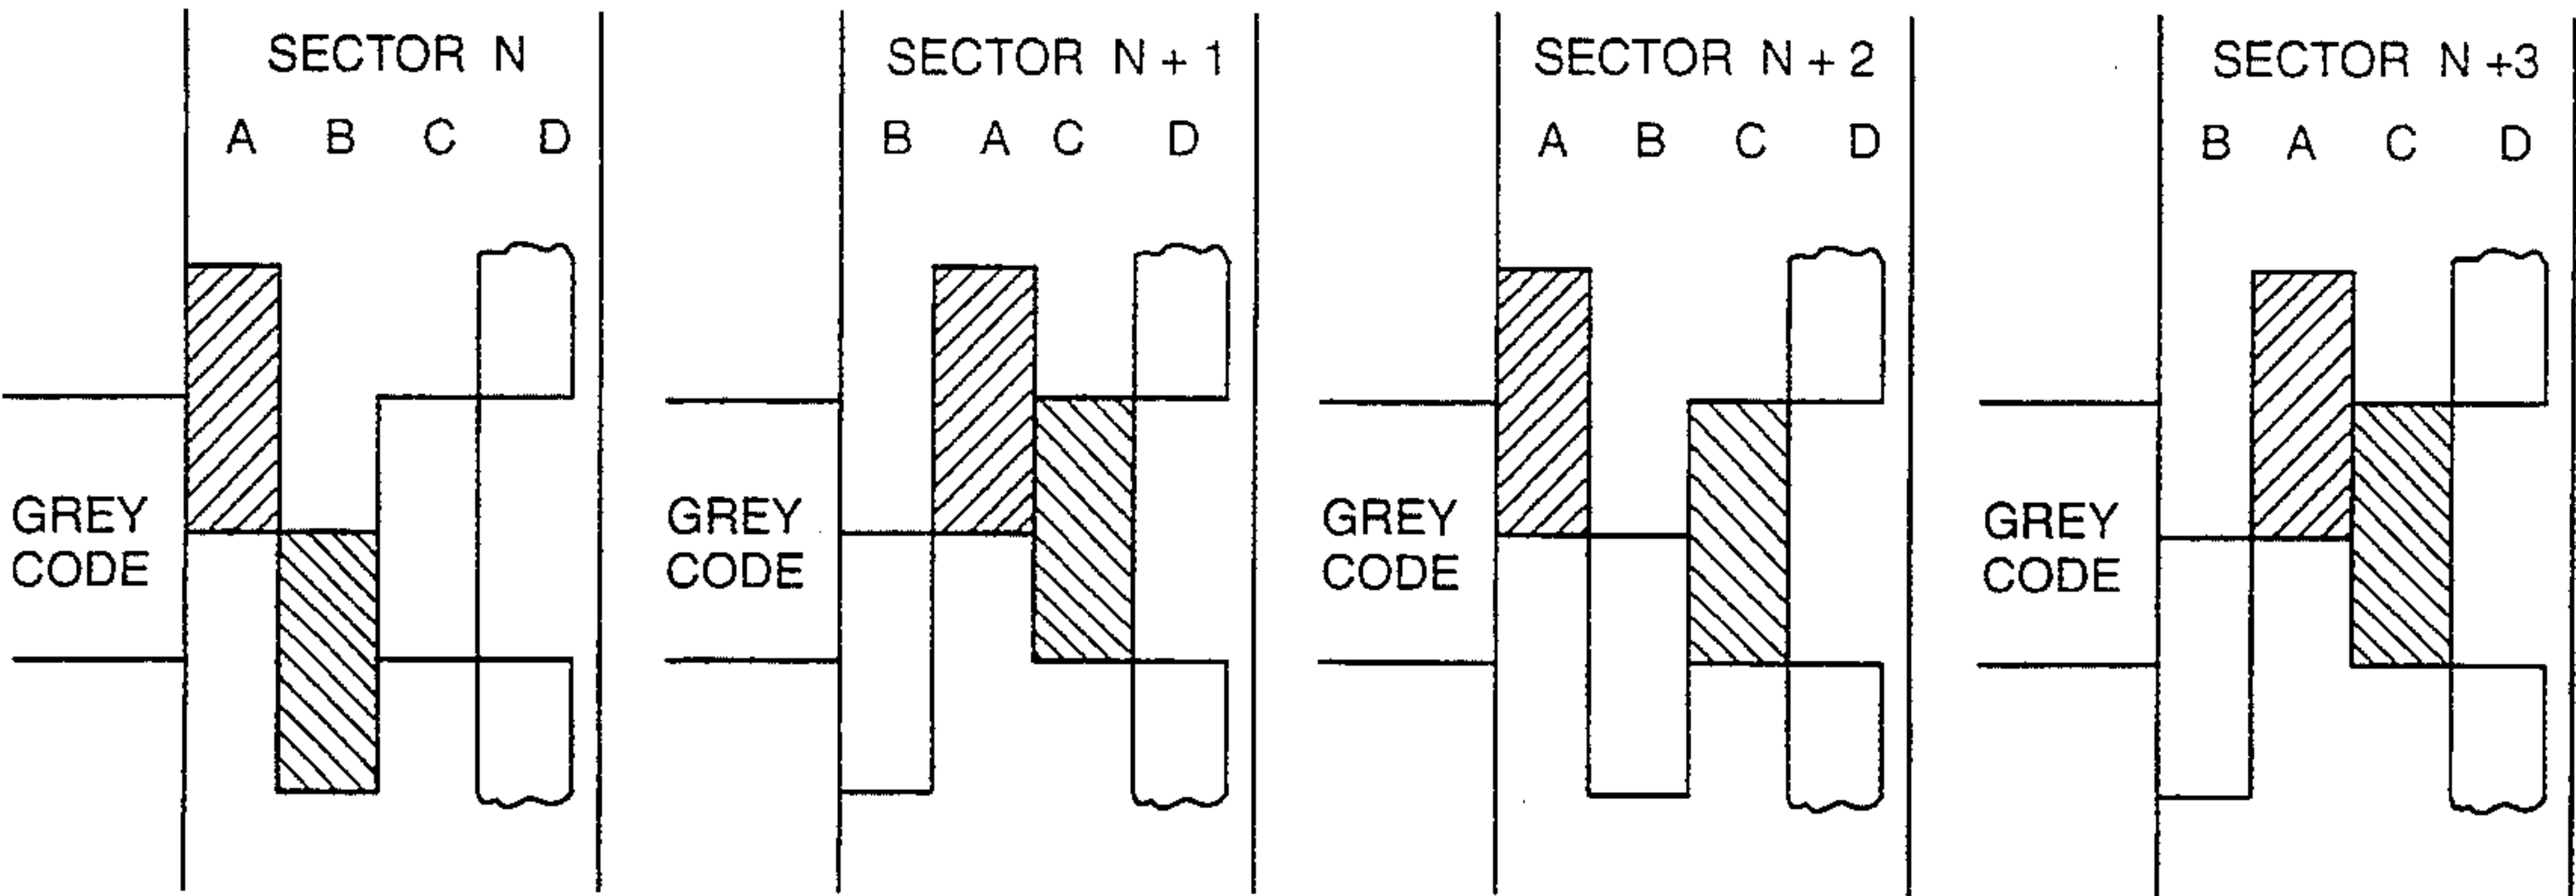 SECTOR N
A B C D
GREY
CODE
SECTOR N + 1
B A C D
GREY
CODE
SECTOR N + 2
A B C D
GREY
CODE
SECTOR N +3
B A C D
GREY
CODE